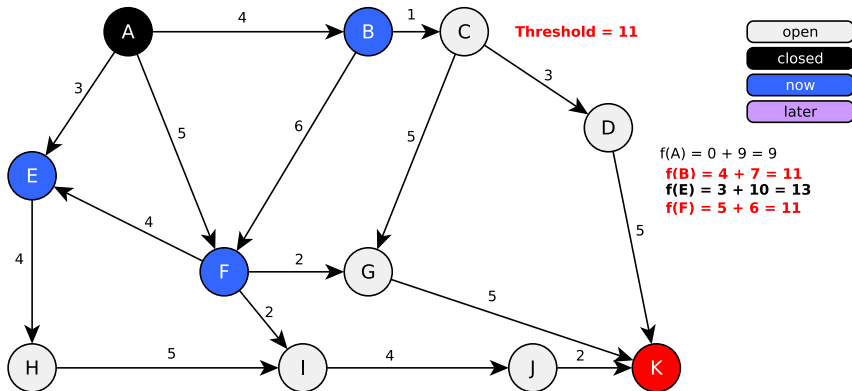 A
4
B
1
C
Threshold = 11
open
closed
now
later
3
5
6
5
3
D
f(A) = 0 + 9 = 9
f(B) = 4 + 7 = 11
f(E) = 3 + 10 = 13
f(F) = 5 + 6 = 11
E
4
5
4
F
2
G
2
5
H
5
I
4
J
2
K